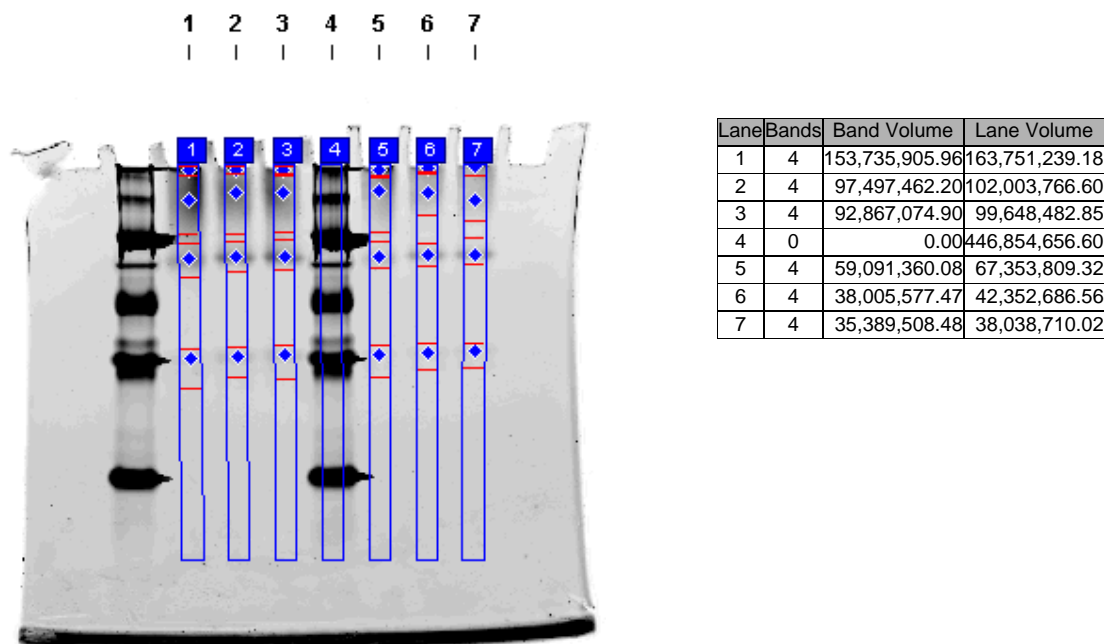 1 2 3 4 5 6 7
1 2 3 4 5 6 7
Lane Bands Band Volume Lane Volume
1 4 153,735,905.96 163,751,239.18
2 4 97,497,462.20 102,003,766.60
3 4 92,867,074.90 99,648,482.85
4 0 0.00 446,854,656.60
5 4 59,091,360.08 67,353,809.32
6 4 38,005,577.47 42,352,686.56
7 4 35,389,508.48 38,038,710.02